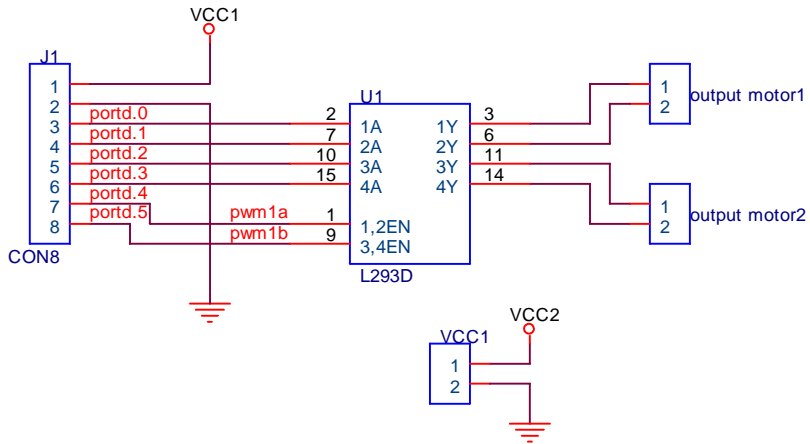 VCC1
J1
1
2
3
4
5
6
7
8
CON8
portd.0
portd.1
portd.2
portd.3
portd.4
portd.5
pwm1a
pwm1b
U1
2 1A 1Y 3
7 2A 2Y 6
10 3A 3Y 11
15 4A 4Y 14
1 1,2EN
9 3,4EN
L293D
1
2
output motor1
1
2
output motor2
VCC2
VCC1
1
2